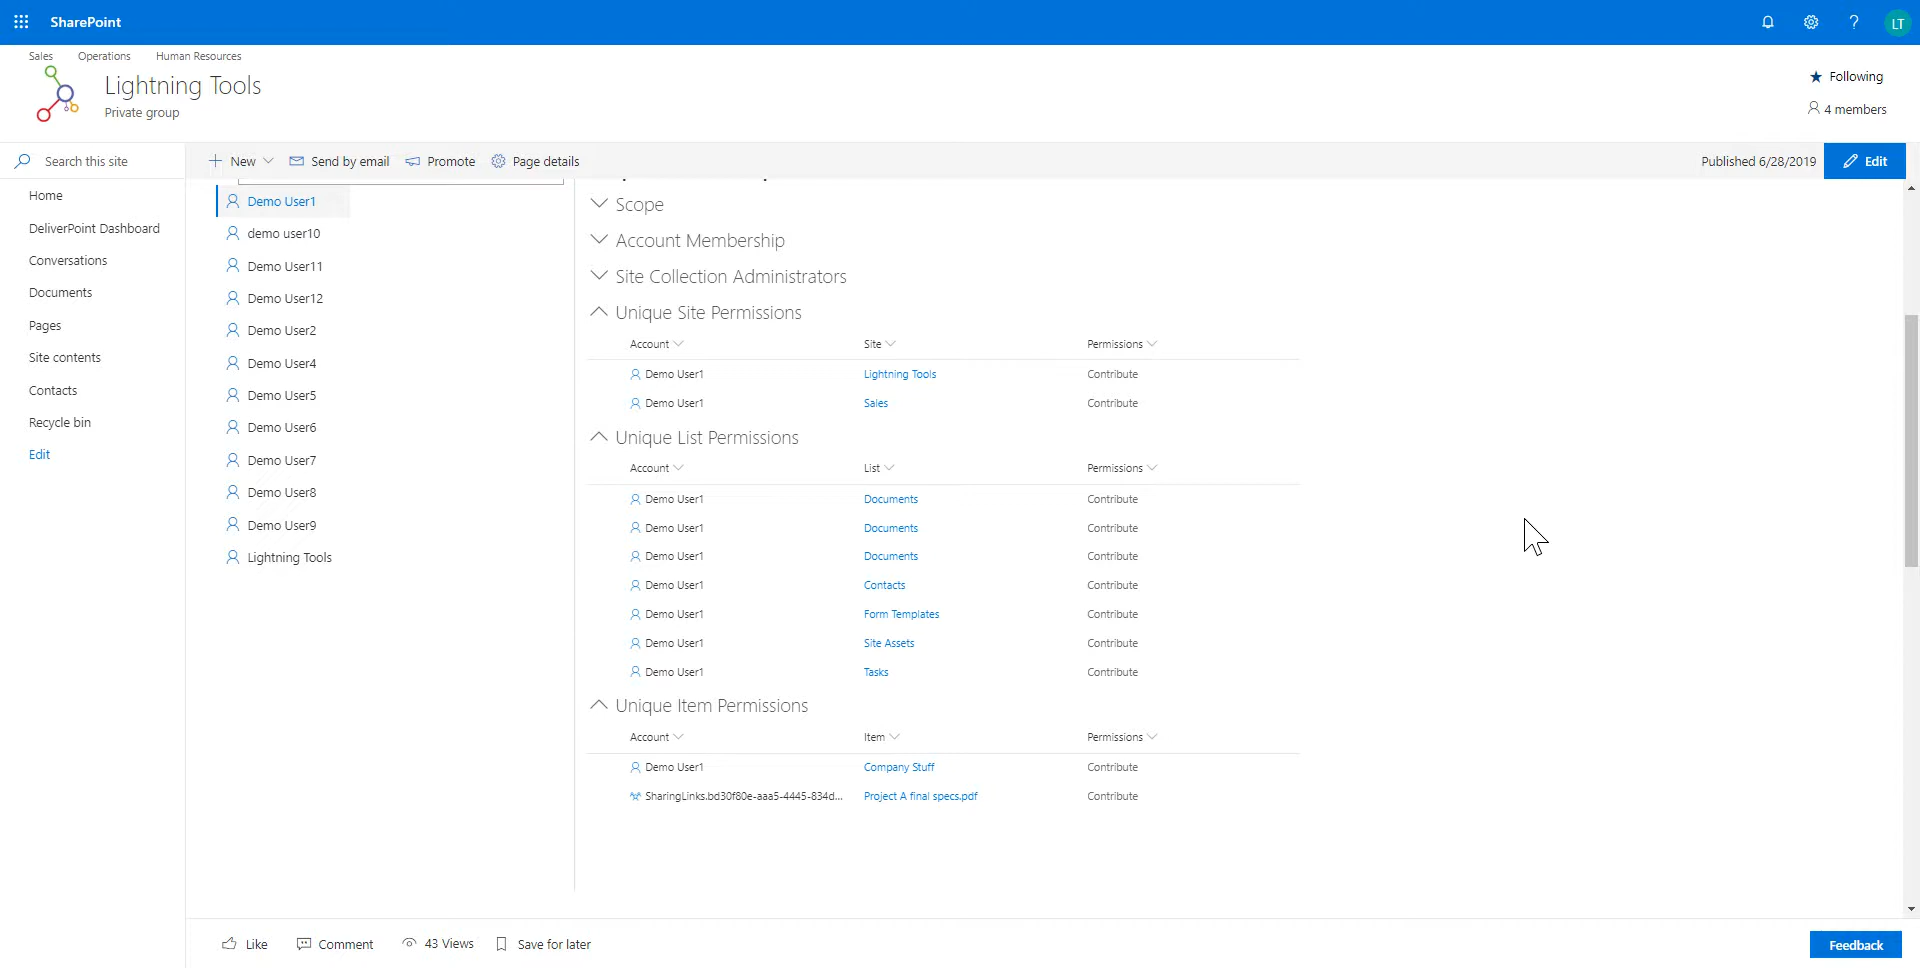 SharePoint
LT
Sales Operations Human Resources
Lightning Tools
Private group
Following
4 members
Search this site
New Send by email Promote Page details
Published 6/28/2019 Edit
Home
DeliverPoint Dashboard
Conversations
Documents
Pages
Site contents
Contacts
Recycle bin
Edit
Demo User1
demo user10
Demo User11
Demo User12
Demo User2
Demo User4
Demo User5
Demo User6
Demo User7
Demo User8
Demo User9
Lightning Tools
Scope
Account Membership
Site Collection Administrators
Unique Site Permissions
Account Site Permissions
Demo User1 Lightning Tools Contribute
Demo User1 Sales Contribute
Unique List Permissions
Account List Permissions
Demo User1 Documents Contribute
Demo User1 Documents Contribute
Demo User1 Documents Contribute
Demo User1 Contacts Contribute
Demo User1 Form Templates Contribute
Demo User1 Site Assets Contribute
Demo User1 Tasks Contribute
Unique Item Permissions
Account Item Permissions
Demo User1 Company Stuff Contribute
SharingLinks.bd30f80e-aaa5-4445-834d... Project A final specs.pdf Contribute
Like Comment 43 Views Save for later
Feedback